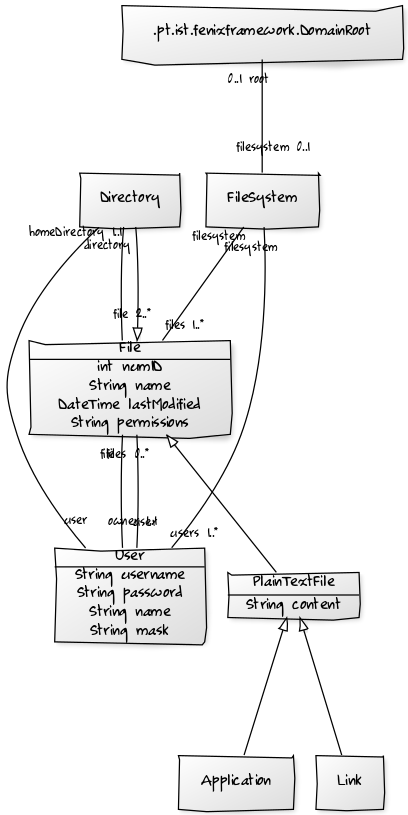 .pt.ist.fenixframework.DomainRoot
0..1 root
filesystem 0..1
Directory
FileSystem
homeDirectory 1..1
directory
filesystem
filesystem
file 2..*
files 1..*
File
int numID
String name
DateTime lastModified
String permissions
files 0..*
user
owner
users 1..*
User
String username
String password
String name
String mask
PlainTextFile
String content
Application
Link